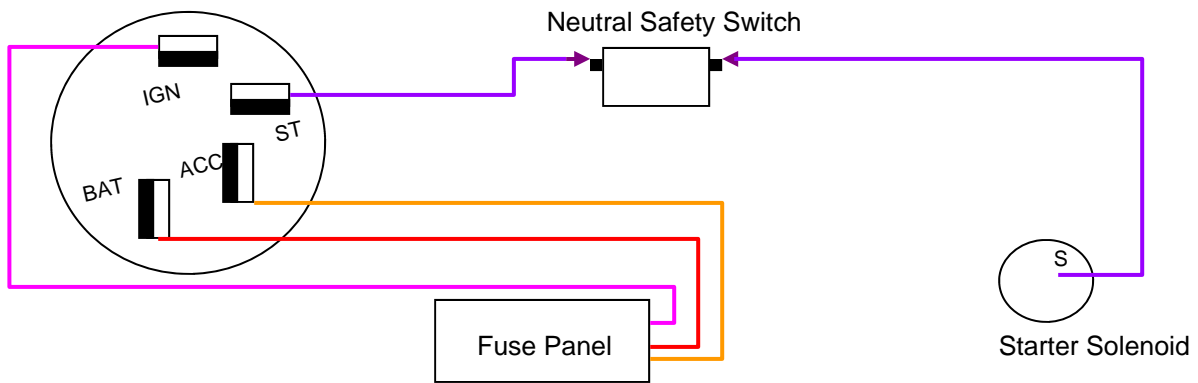 Neutral Safety Switch
IGN
ST
ACC
BAT
S
Fuse Panel
Starter Solenoid